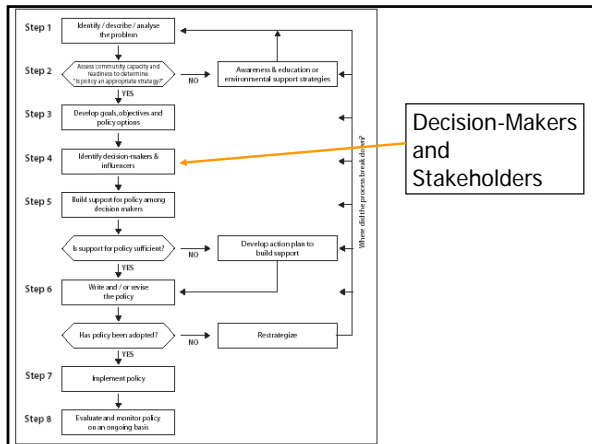 Step 1
Identify / describe / analyse
the problem
Step 2
Assess community capacity and
readiness to determine:
"Is policy an appropriate strategy?"
NO
Awareness & education or
environmental support strategies
YES
Step 3
Develop goals, objectives and
policy options
Step 4
Identify decision-makers &
influencers
Step 5
Build support for policy among
decision makers
Is support for policy sufficient?
NO
Develop action plan to
build support
YES
Step 6
Write and / or revise
the policy
Has policy been adopted?
NO
Restrategize
YES
Step 7
Implement policy
Step 8
Evaluate and monitor policy
on an ongoing basis
Where did the process break down?
Decision-Makers
and
Stakeholders